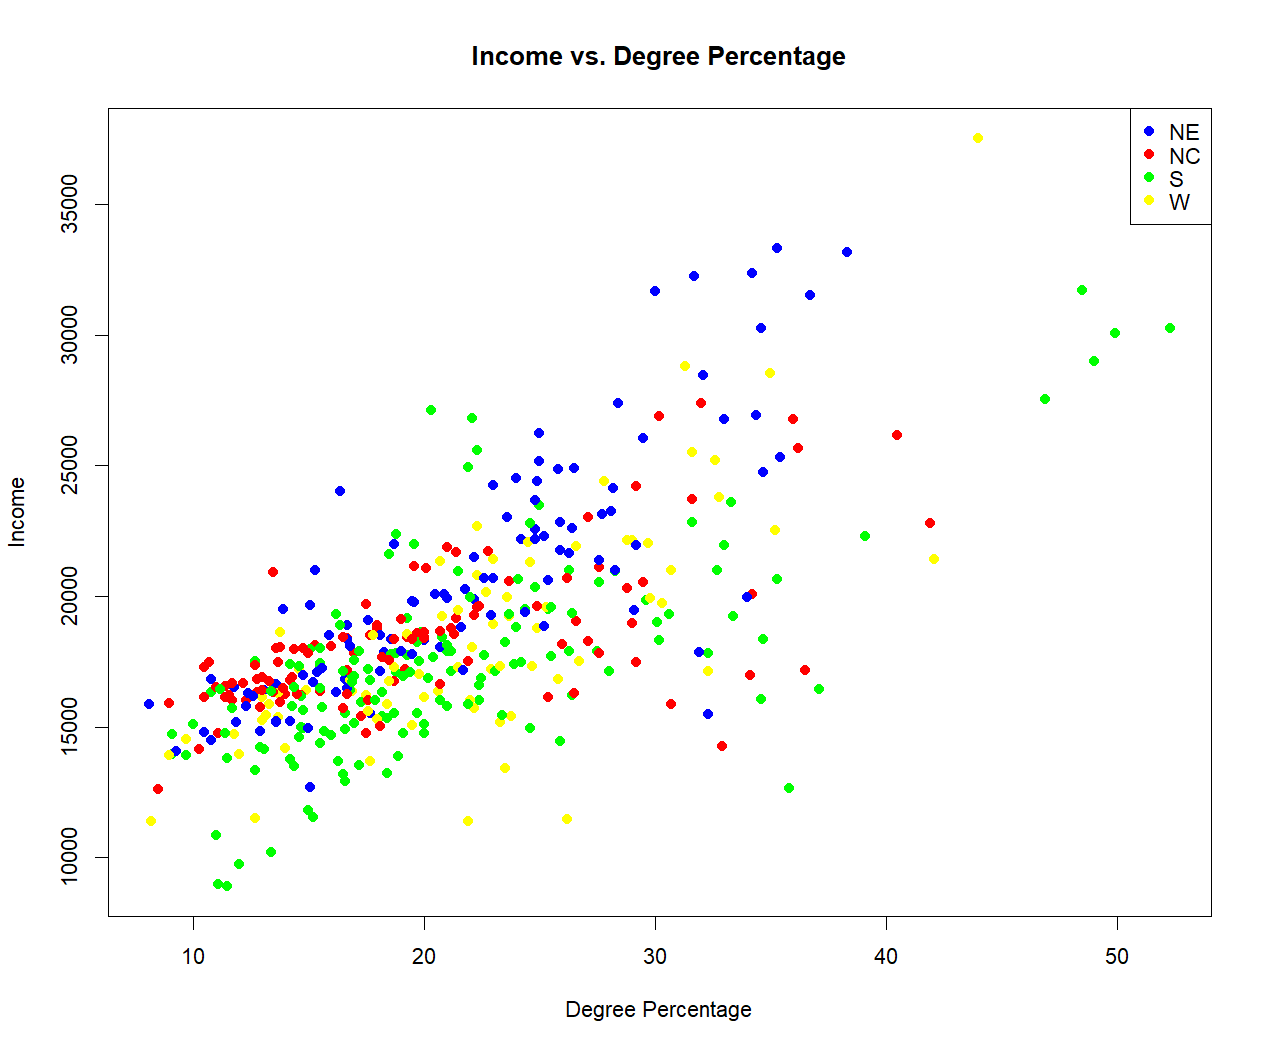 Income vs. Degree Percentage
NE
NC
S
W
Income
35000
30000
25000
20000
15000
10000
10 20 30 40 50
Degree Percentage